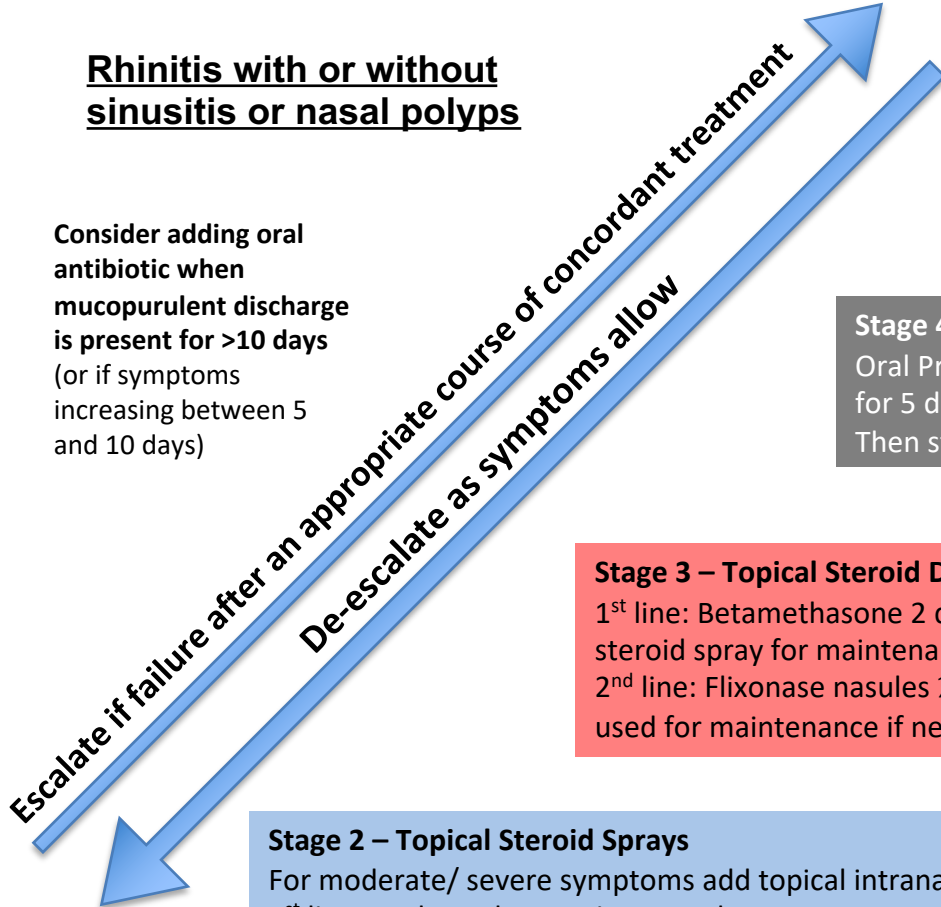 Rhinitis with or without
sinusitis or nasal polyps
Consider adding oral
antibiotic when
mucopurulent discharge
is present for >10 days
(or if symptoms
increasing between 5
and 10 days)
Escalate if failure after an appropriate course of concordant treatment
De-escalate as symptoms allow
Stage 4
Oral Pr
for 5 d
Then s
Stage 3 – Topical Steroid D
1st line: Betamethasone 2 d
steroid spray for maintena
2nd line: Flixonase nasules
used for maintenance if ne
Stage 2 – Topical Steroid Sprays
For moderate/ severe symptoms add topical intrana